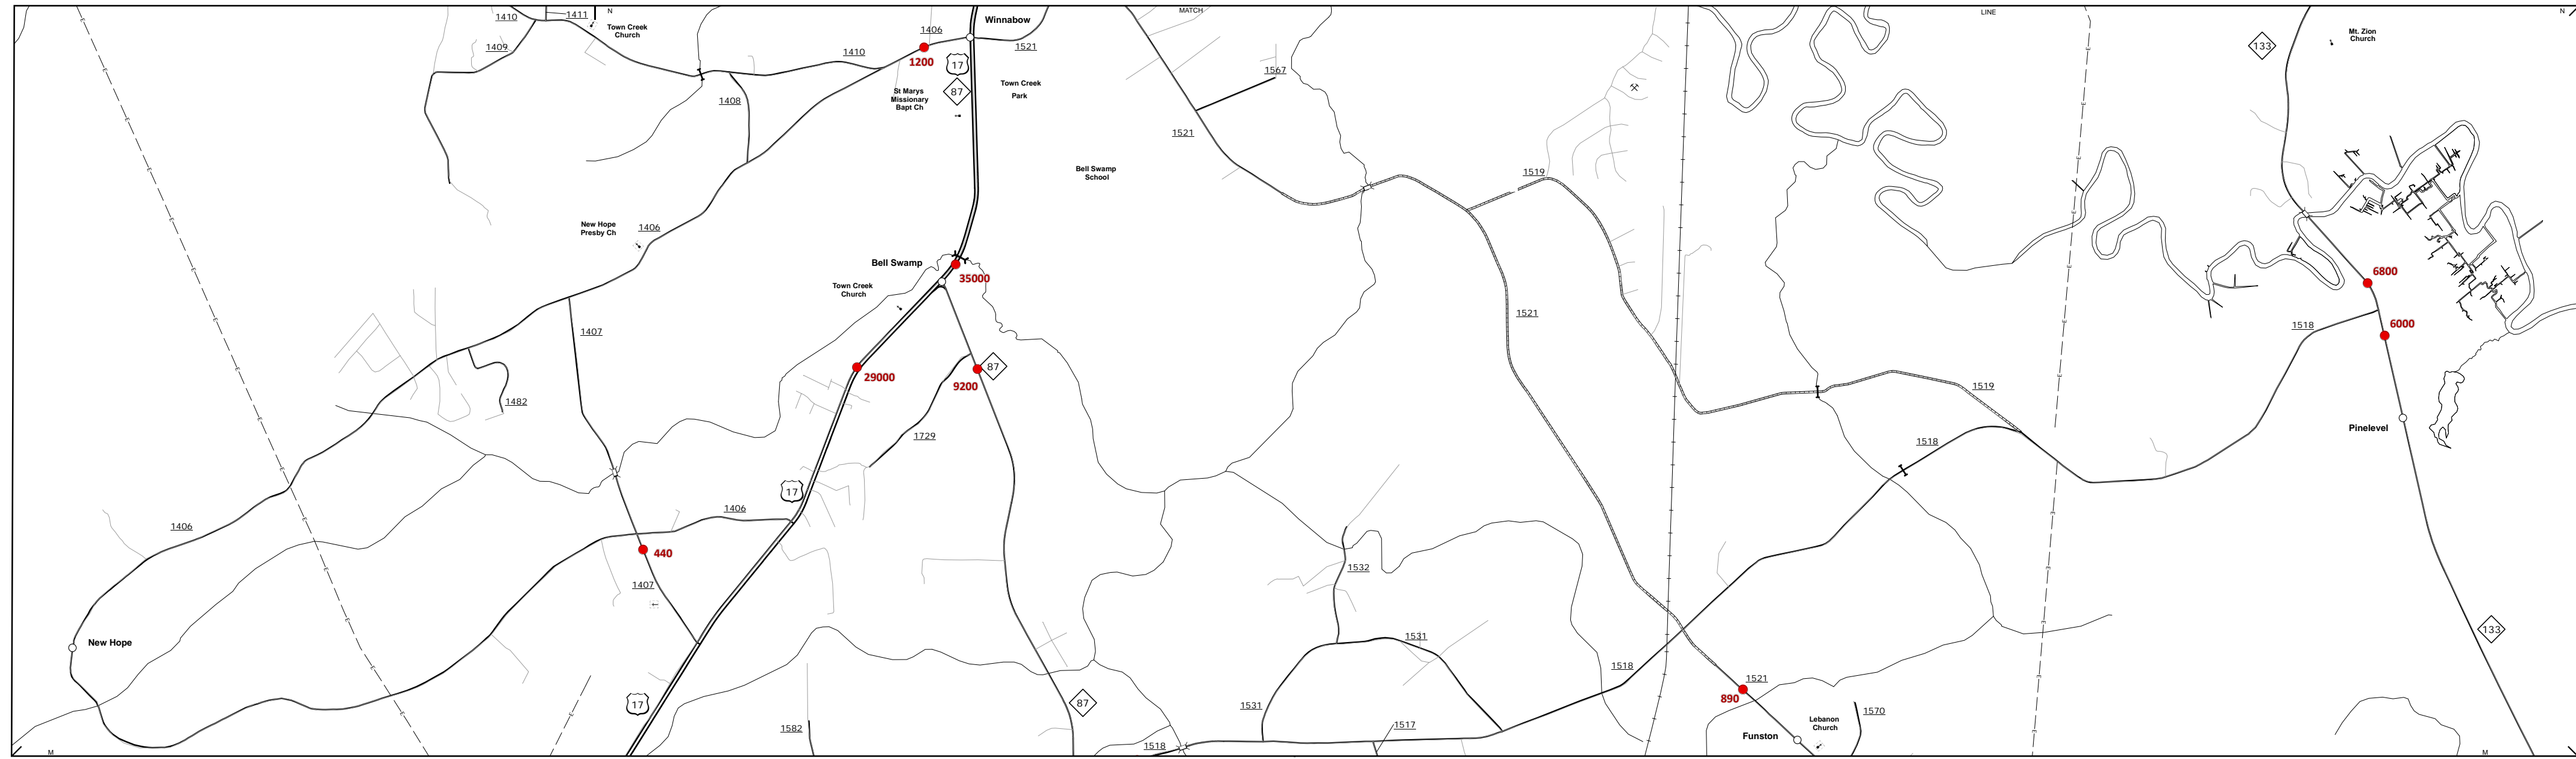 1410
1411
N
MATCH
LINE
N
Town Creek
Church
1406
Winnabow
1409
1410
1521
133
Mt. Zion
Church
1200
17
1567
Town Creek
Park
St Marys
Missionary
Bapt Ch
87
1408
1521
Bell Swamp
School
1519
New Hope
Presby Ch
1406
Bell Swamp
35000
6800
Town Creek
Church
1407
1521
1518
6000
29000
9200
87
1519
1482
1729
1518
Pinelevel
17
1406
1406
440
1407
1532
New Hope
1531
133
1518
1521
890
17
87
1531
1570
1582
1517
Lebanon
Church
Funston
1518
M
M